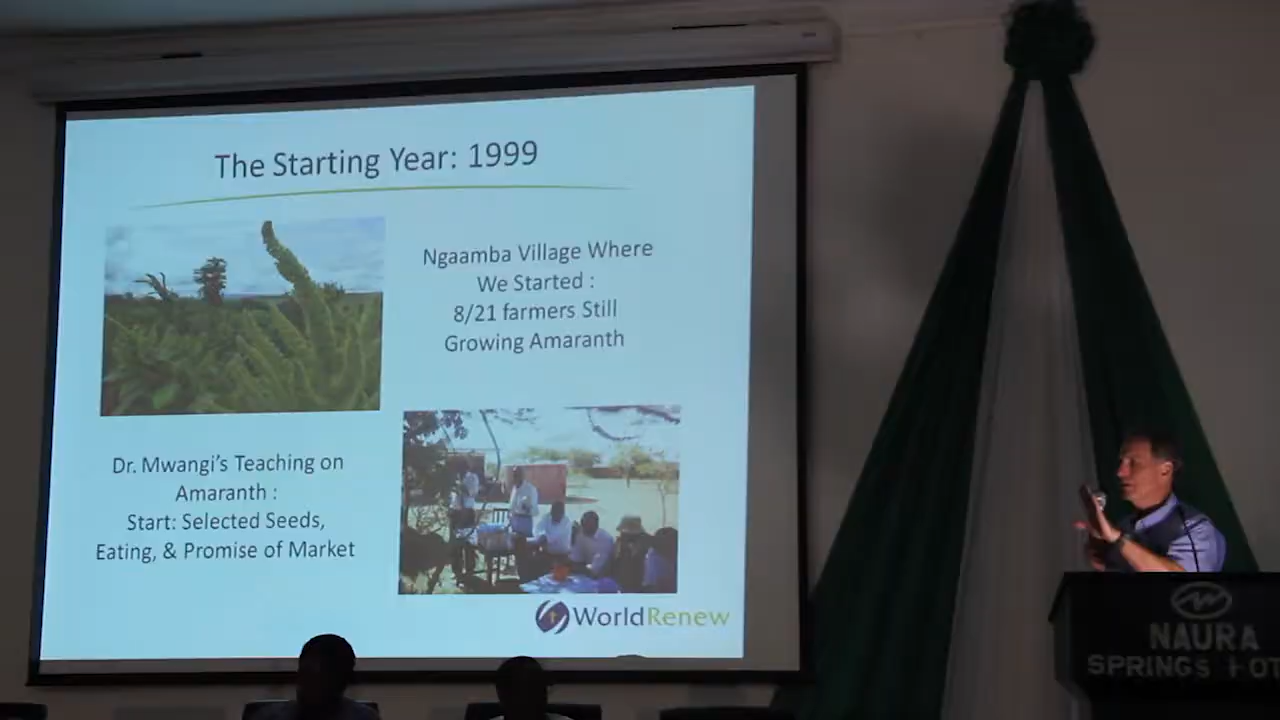 The Starting Year: 1999
Ngaamba Village Where
We Started :
8/21 farmers Still
Growing Amaranth
Dr. Mwangi's Teaching on
Amaranth :
Start: Selected Seeds,
Eating, & Promise of Market
WorldRenew
NAURA
SPRINGS HOT